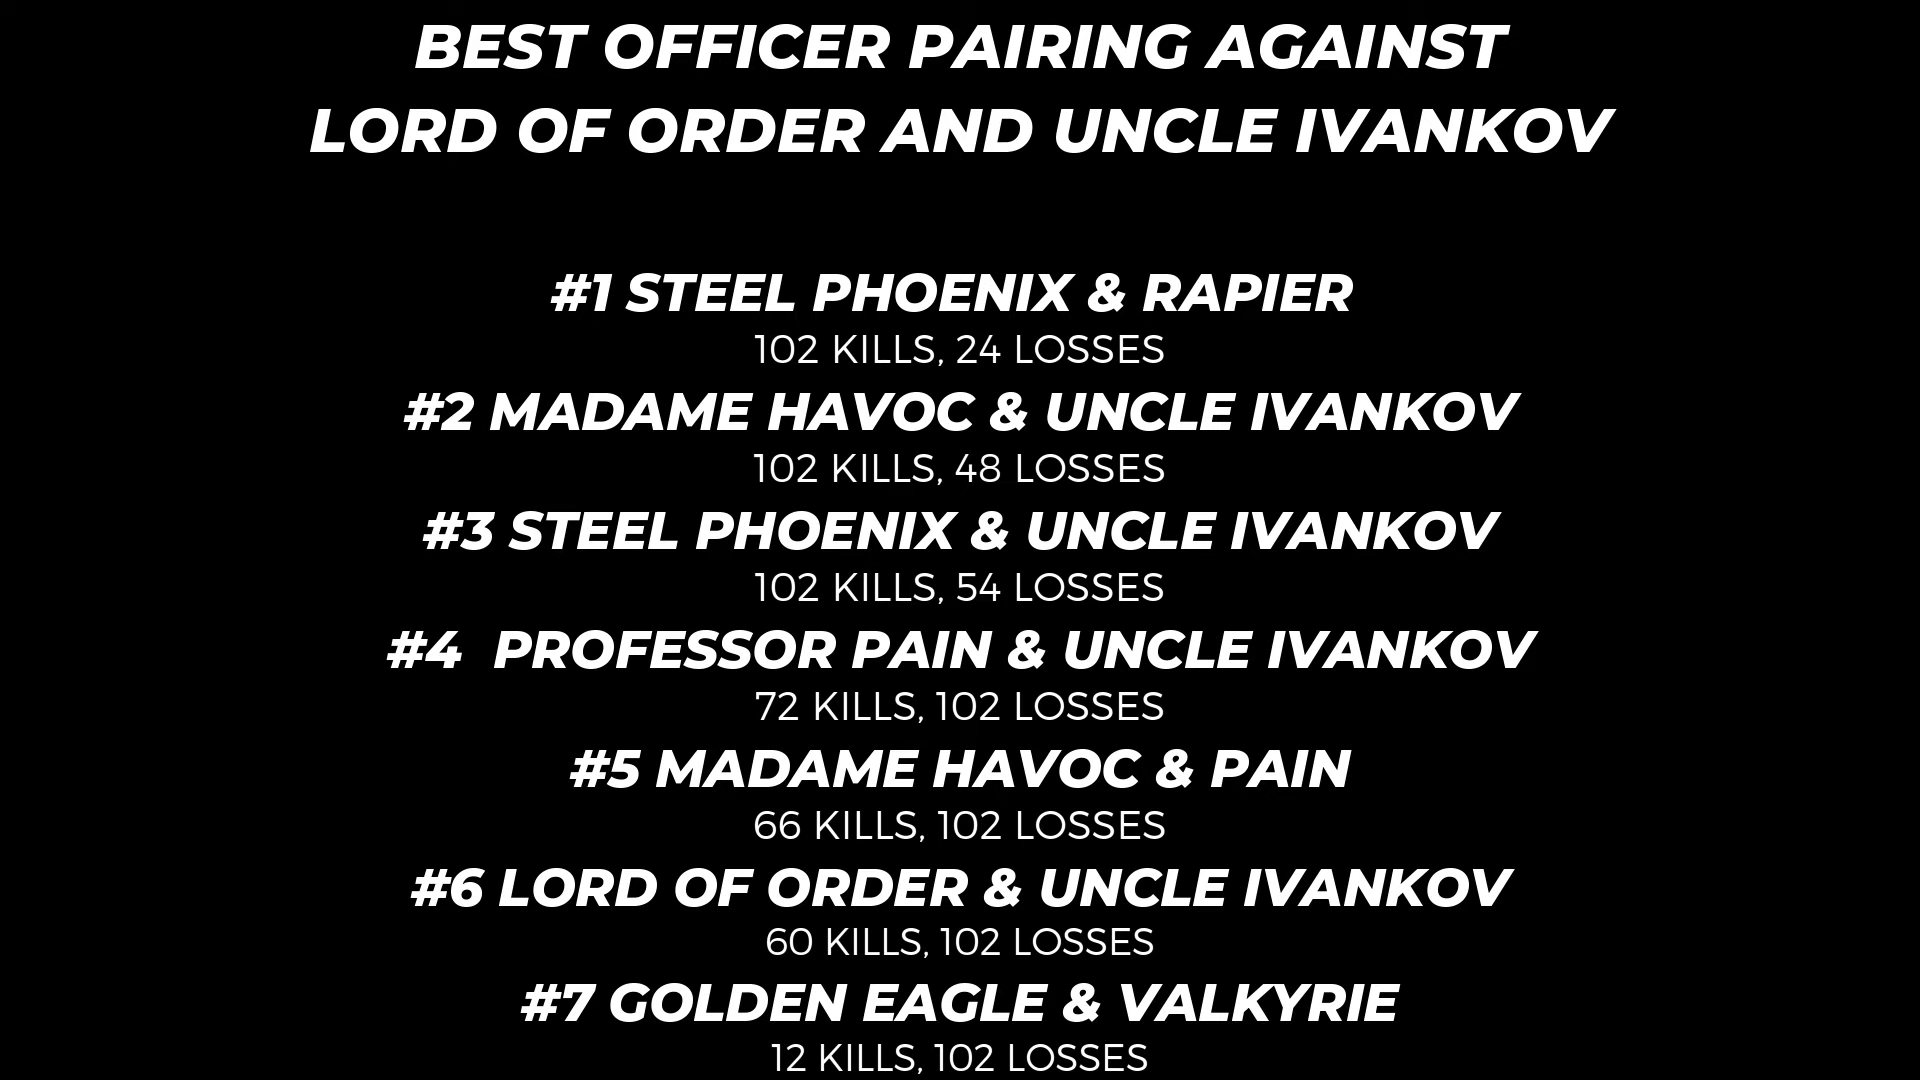 BEST OFFICER PAIRING AGAINST
LORD OF ORDER AND UNCLE IVANKOV
#1 STEEL PHOENIX & RAPIER
102 KILLS, 24 LOSSES
#2 MADAME HAVOC & UNCLE IVANKOV
102 KILLS, 48 LOSSES
#3 STEEL PHOENIX & UNCLE IVANKOV
102 KILLS, 54 LOSSES
#4 PROFESSOR PAIN & UNCLE IVANKOV
72 KILLS, 102 LOSSES
#5 MADAME HAVOC & PAIN
66 KILLS, 102 LOSSES
#6 LORD OF ORDER & UNCLE IVANKOV
60 KILLS, 102 LOSSES
#7 GOLDEN EAGLE & VALKYRIE
12 KILLS, 102 LOSSES